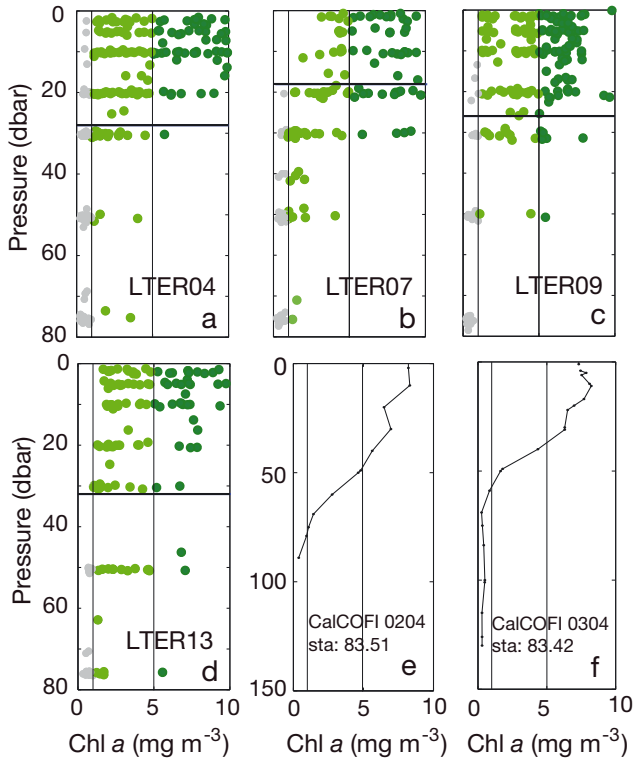 0
20
40
60
80
Pressure (dbar)
LTER04
a
LTER07
b
LTER09
c
0
20
40
60
80
Pressure (dbar)
LTER13
d
0
5
10
Chl a (mg m-3)
0
50
100
150
CalCOFI 0204
sta: 83.51
e
0
5
10
Chl a (mg m-3)
CalCOFI 0304
sta: 83.42
f
0
5
10
Chl a (mg m-3)